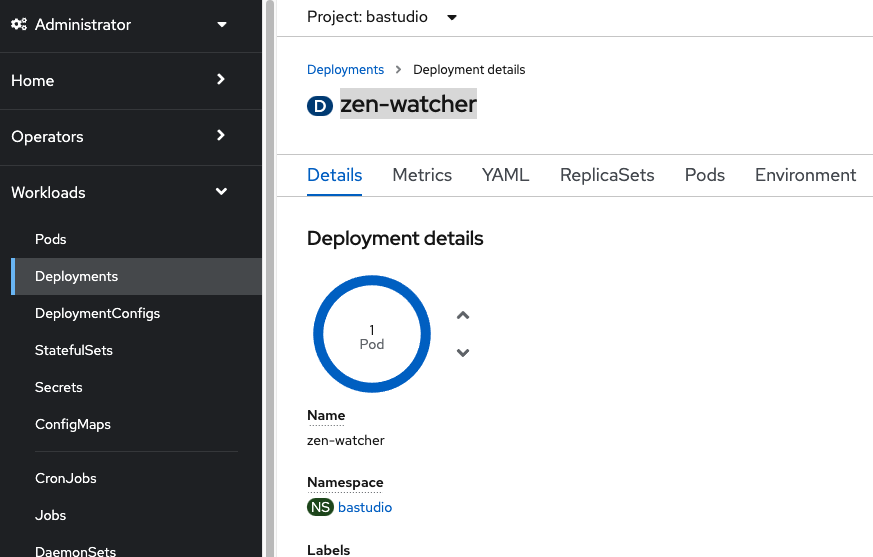 Administrator
Home
Operators
Workloads
Pods
Deployments
DeploymentConfigs
StatefulSets
Secrets
ConfigMaps
CronJobs
Jobs
DaemonSets
Project: bastudio
Deployments > Deployment details
D zen-watcher
Details Metrics YAML ReplicaSets Pods Environment
Deployment details
1
Pod
Name
zen-watcher
Namespace
NS bastudio
Labels